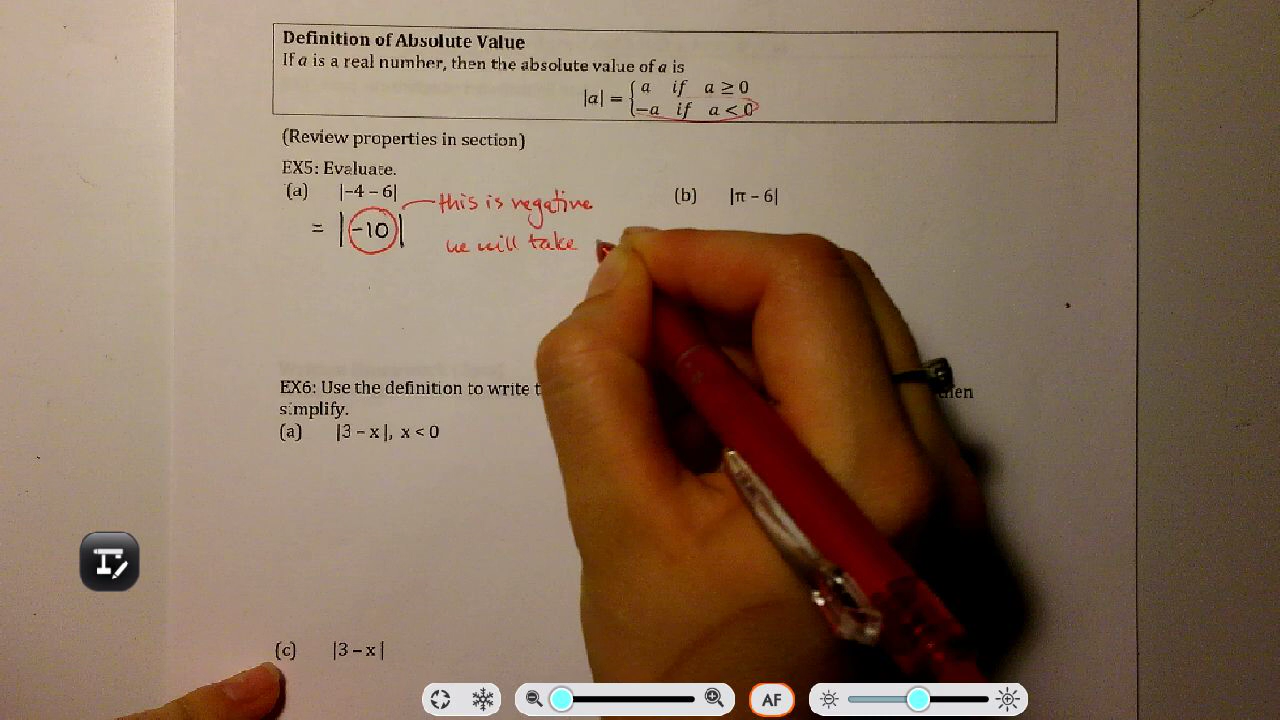 Definition of Absolute Value
If a is a real number, then the absolute value of a is
|a| = { a if a ≥ 0
−a if a < 0
(Review properties in section)
EX5: Evaluate.
(a) |−4 − 6|
= |−10|
this is negative
we will take
(b) |π − 6|
EX6: Use the definition to write then
simplify.
(a) |3 − x|, x < 0
(c) |3 − x|
AF